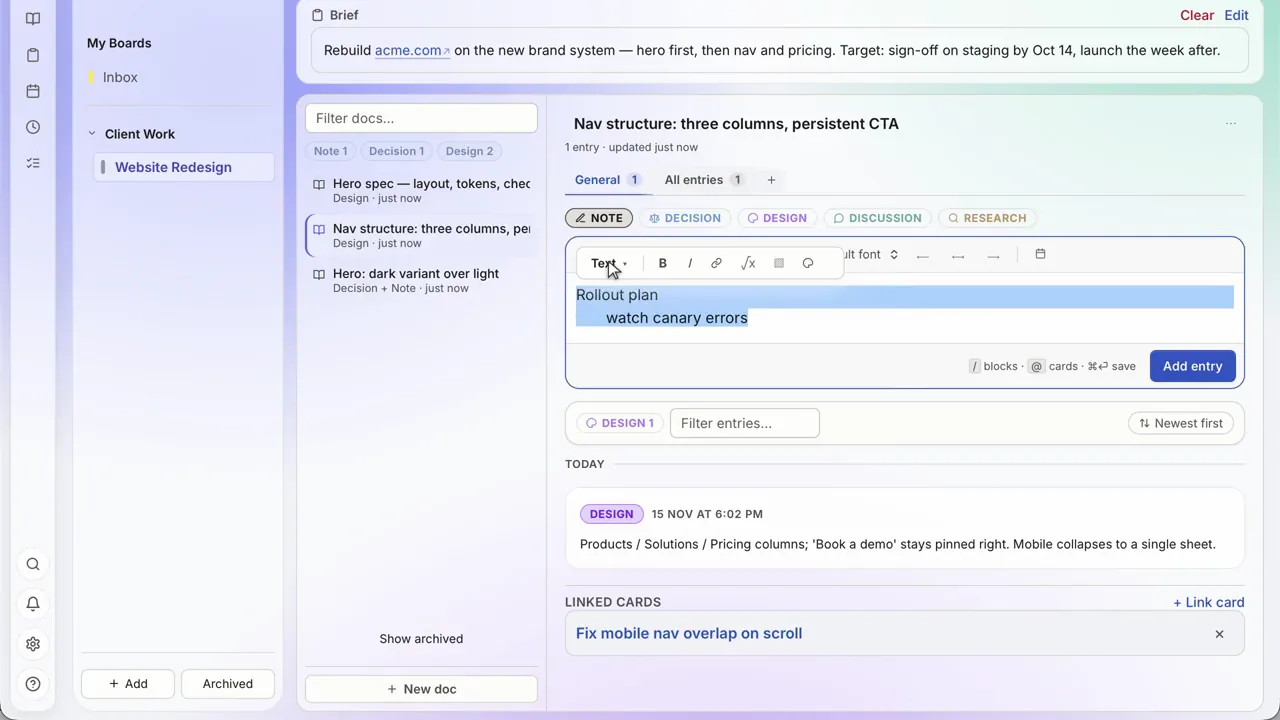 My Boards
Inbox
Client Work
Website Redesign
Add
Archived
Brief
Clear
Edit
Rebuild acme.com on the new brand system — hero first, then nav and pricing. Target: sign-off on staging by Oct 14, launch the week after.
Filter docs...
Note 1
Decision 1
Design 2
Hero spec — layout, tokens,
Design · just now
Nav structure: three columns,
Design · just now
Hero: dark variant over light
Decision + Note · just now
Show archived
+ New doc
Nav structure: three columns, persistent CTA
1 entry · updated just now
General 1
All entries 1
+
NOTE
DECISION
DESIGN
DISCUSSION
RESEARCH
Text
B
I
√x
font
Rollout plan
watch canary errors
/ blocks · @ cards · ⌘⏎ save
Add entry
DESIGN 1
Filter entries...
Newest first
TODAY
DESIGN
15 NOV AT 6:02 PM
Products / Solutions / Pricing columns; 'Book a demo' stays pinned right. Mobile collapses to a single sheet.
LINKED CARDS
+ Link card
Fix mobile nav overlap on scroll